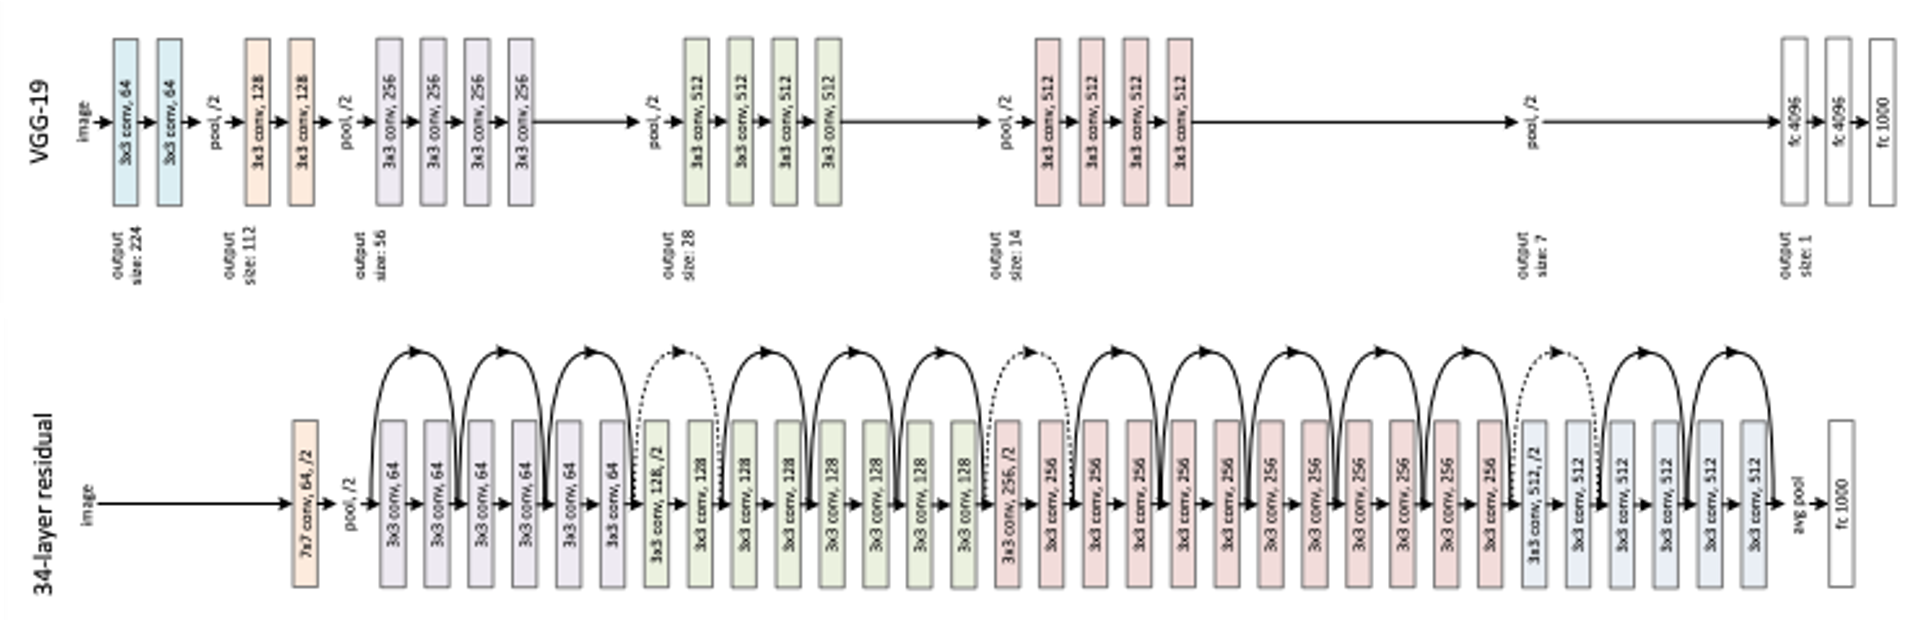 VGG-19
image
3x3 conv, 64
3x3 conv, 64
pool, /2
3x3 conv, 128
3x3 conv, 128
pool, /2
3x3 conv, 256
3x3 conv, 256
3x3 conv, 256
3x3 conv, 256
pool, /2
3x3 conv, 512
3x3 conv, 512
3x3 conv, 512
3x3 conv, 512
pool, /2
3x3 conv, 512
3x3 conv, 512
3x3 conv, 512
3x3 conv, 512
pool, /2
fc 4096
fc 4096
fc 1000
output
size: 224
output
size: 112
output
size: 56
output
size: 28
output
size: 14
output
size: 7
output
size: 1
34-layer residual
image
7x7 conv, 64, /2
pool, /2
3x3 conv, 64
3x3 conv, 64
3x3 conv, 64
3x3 conv, 64
3x3 conv, 64
3x3 conv, 64
3x3 conv, 128, /2
3x3 conv, 128
3x3 conv, 128
3x3 conv, 128
3x3 conv, 128
3x3 conv, 128
3x3 conv, 128
3x3 conv, 128
3x3 conv, 256, /2
3x3 conv, 256
3x3 conv, 256
3x3 conv, 256
3x3 conv, 256
3x3 conv, 256
3x3 conv, 256
3x3 conv, 256
3x3 conv, 256
3x3 conv, 256
3x3 conv, 256
3x3 conv, 256
3x3 conv, 512, /2
3x3 conv, 512
3x3 conv, 512
3x3 conv, 512
3x3 conv, 512
3x3 conv, 512
avg pool
fc 1000